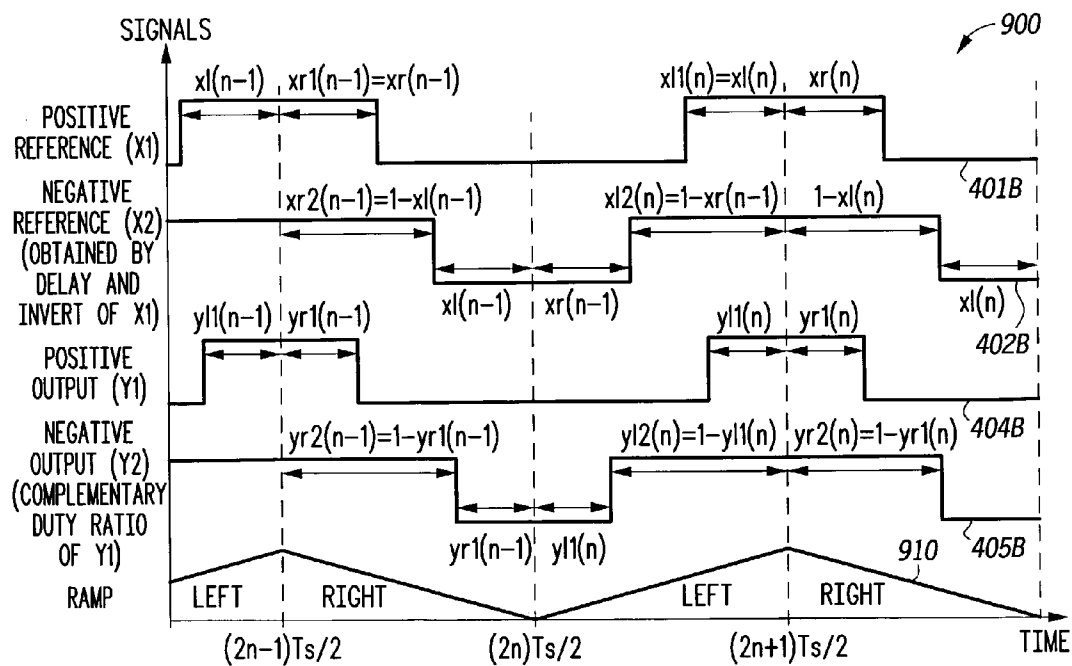 SIGNALS
900
xl(n−1)
xr1(n−1)=xr(n−1)
xl1(n)=xl(n)
xr(n)
POSITIVE
REFERENCE (X1)
401B
NEGATIVE
REFERENCE (X2)
(OBTAINED BY
DELAY AND
INVERT OF X1)
xr2(n−1)=1−xl(n−1)
xl2(n)=1−xr(n−1)
1−xl(n)
xl(n−1)
xr(n−1)
xl(n)
402B
yl1(n−1)
yr1(n−1)
yl1(n)
yr1(n)
POSITIVE
OUTPUT (Y1)
404B
NEGATIVE
OUTPUT (Y2)
(COMPLEMENTARY
DUTY RATIO
OF Y1)
yr2(n−1)=1−yr1(n−1)
yl2(n)=1−yl1(n)
yr2(n)=1−yr1(n)
yr1(n−1)
yl1(n)
405B
910
RAMP
LEFT
RIGHT
LEFT
RIGHT
(2n−1)Ts/2
(2n)Ts/2
(2n+1)Ts/2
TIME